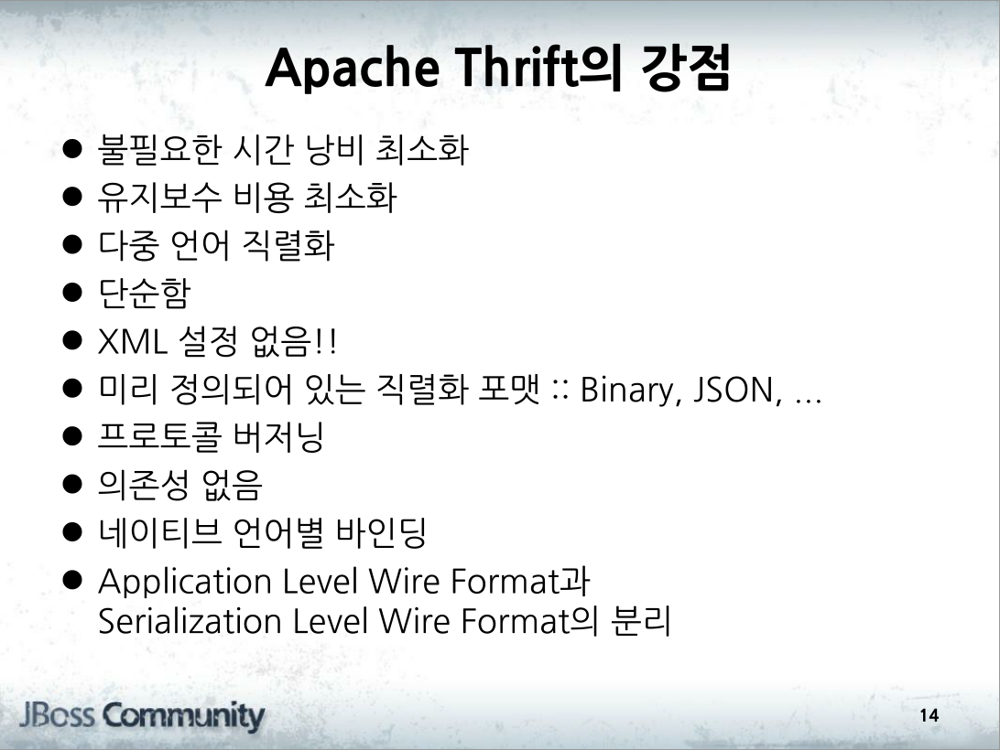 Apache Thrift의 강점
● 불필요한 시간 낭비 최소화
● 유지보수 비용 최소화
● 다중 언어 직렬화
● 단순함
● XML 설정 없음!!
● 미리 정의되어 있는 직렬화 포맷 :: Binary, JSON, ...
● 프로토콜 버저닝
● 의존성 없음
● 네이티브 언어별 바인딩
● Application Level Wire Format과
Serialization Level Wire Format의 분리
JBoss Community
14